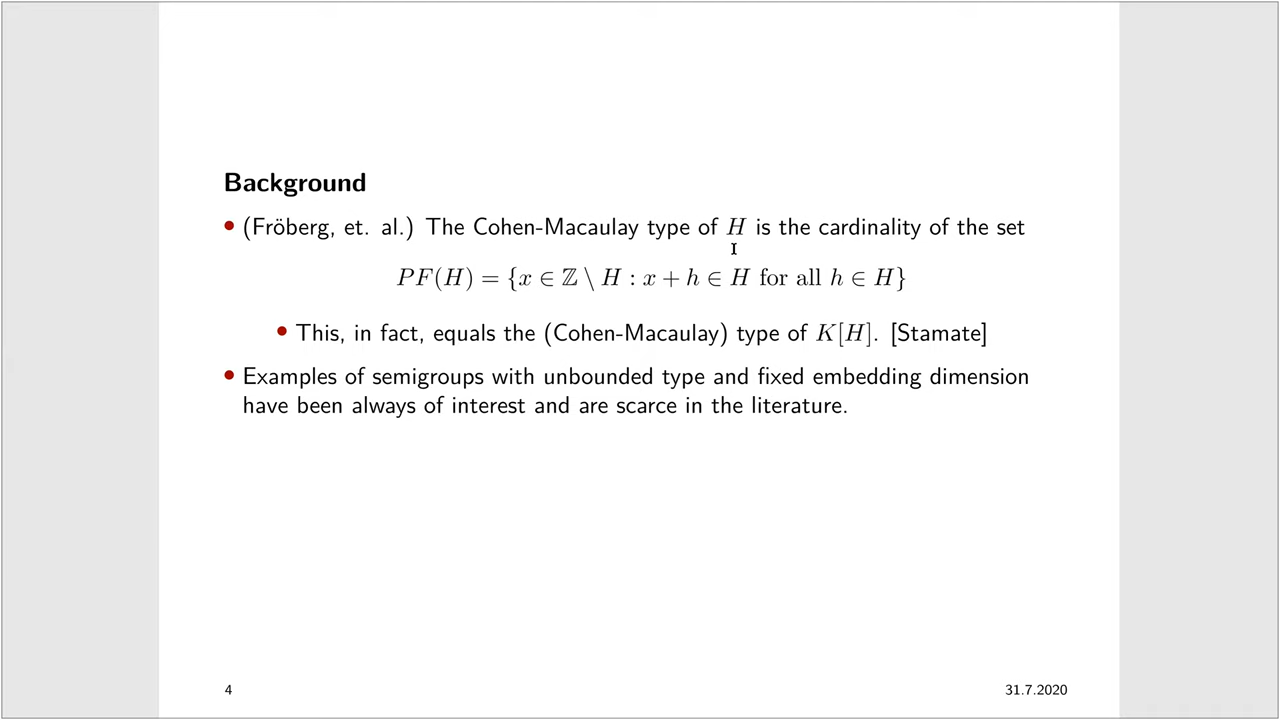 Background
• (Fröberg, et. al.) The Cohen-Macaulay type of H is the cardinality of the set
PF(H) = {x ∈ ℤ \ H : x + h ∈ H for all h ∈ H}
• This, in fact, equals the (Cohen-Macaulay) type of K[H]. [Stamate]
• Examples of semigroups with unbounded type and fixed embedding dimension
have been always of interest and are scarce in the literature.
4
31.7.2020